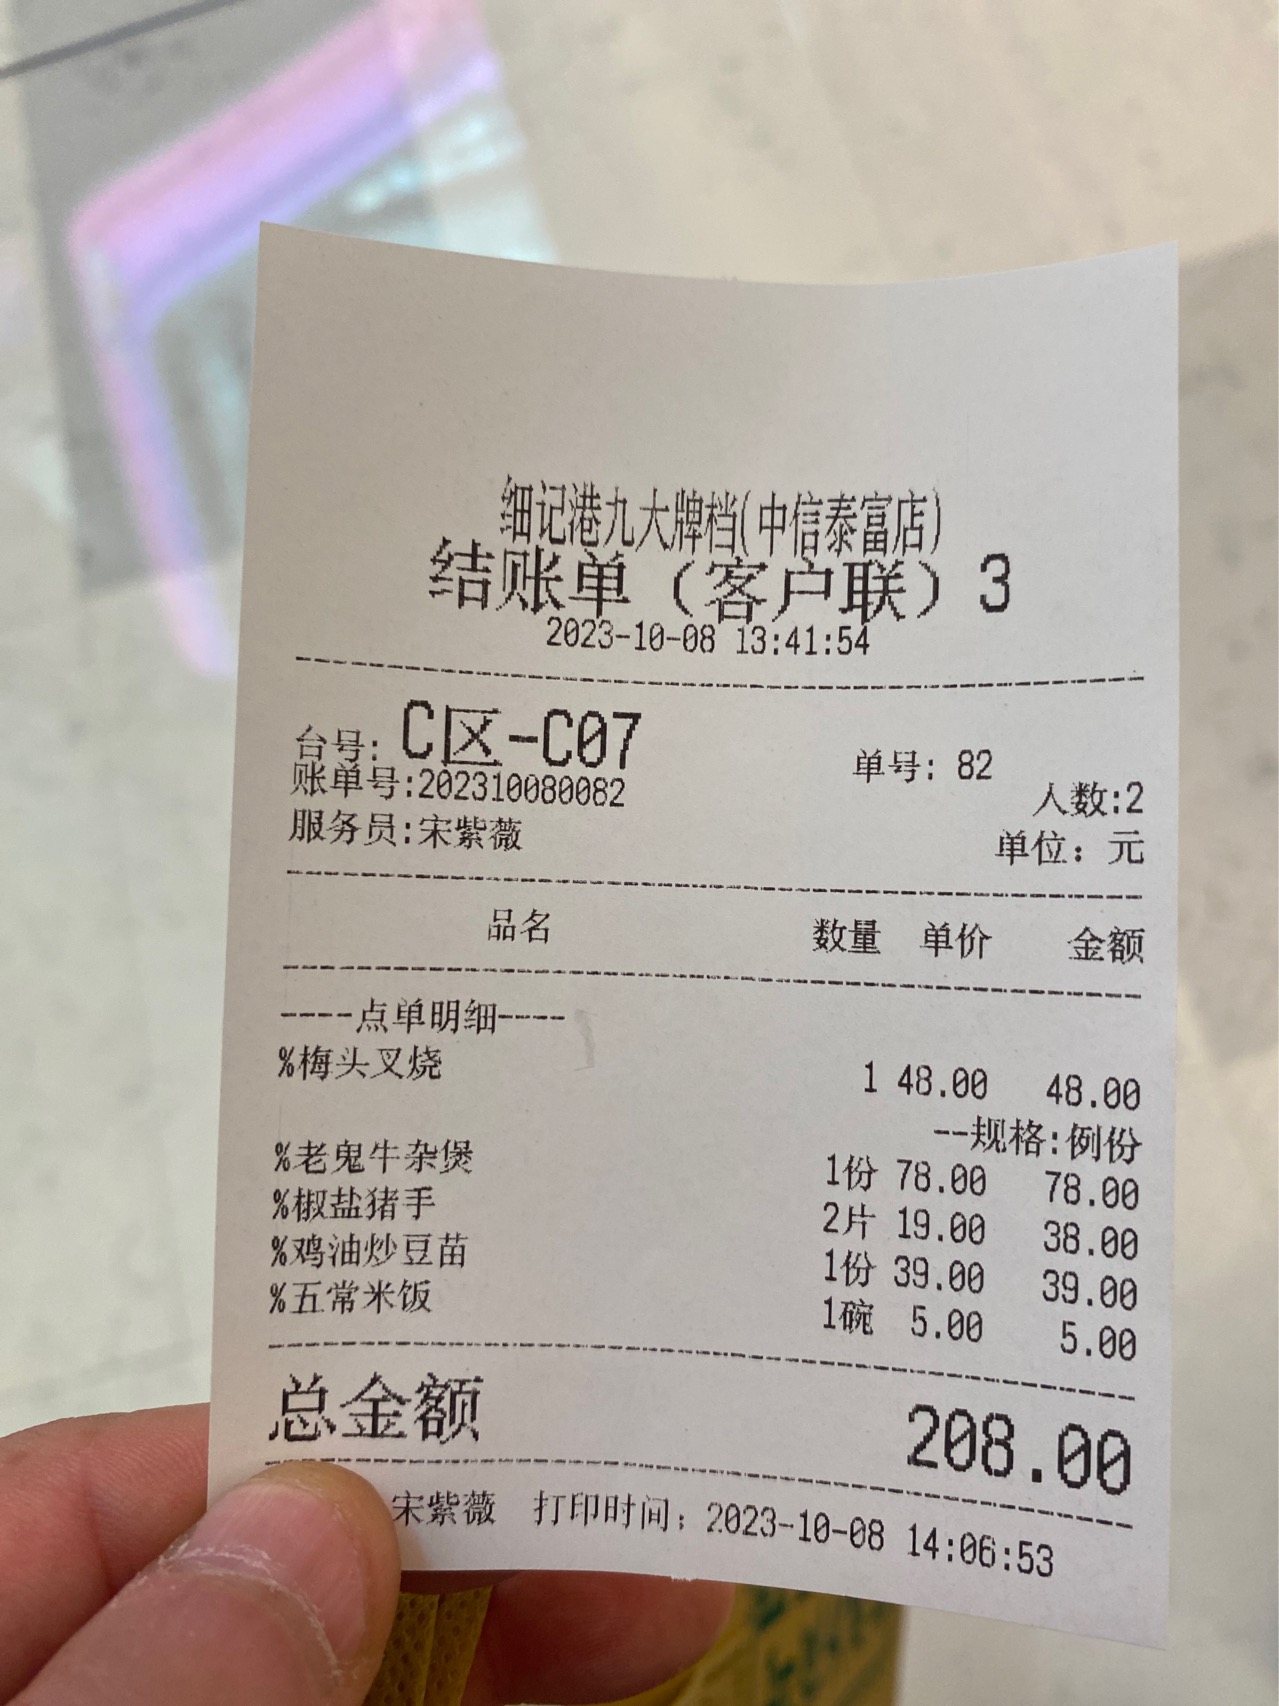 细记港九大牌档(中信泰富店)
结账单（客户联）3
2023-10-08 13:41:54
台号: C区-C07 单号: 82
账单号:202310080082 人数:2
服务员:宋紫薇 单位: 元
品名 数量 单价 金额
----点单明细----
%梅头叉烧 1 48.00 48.00
--规格:例份
%老鬼牛杂煲 1份 78.00 78.00
%椒盐猪手 2片 19.00 38.00
%鸡油炒豆苗 1份 39.00 39.00
%五常米饭 1碗 5.00 5.00
总金额 208.00
宋紫薇 打印时间: 2023-10-08 14:06:53